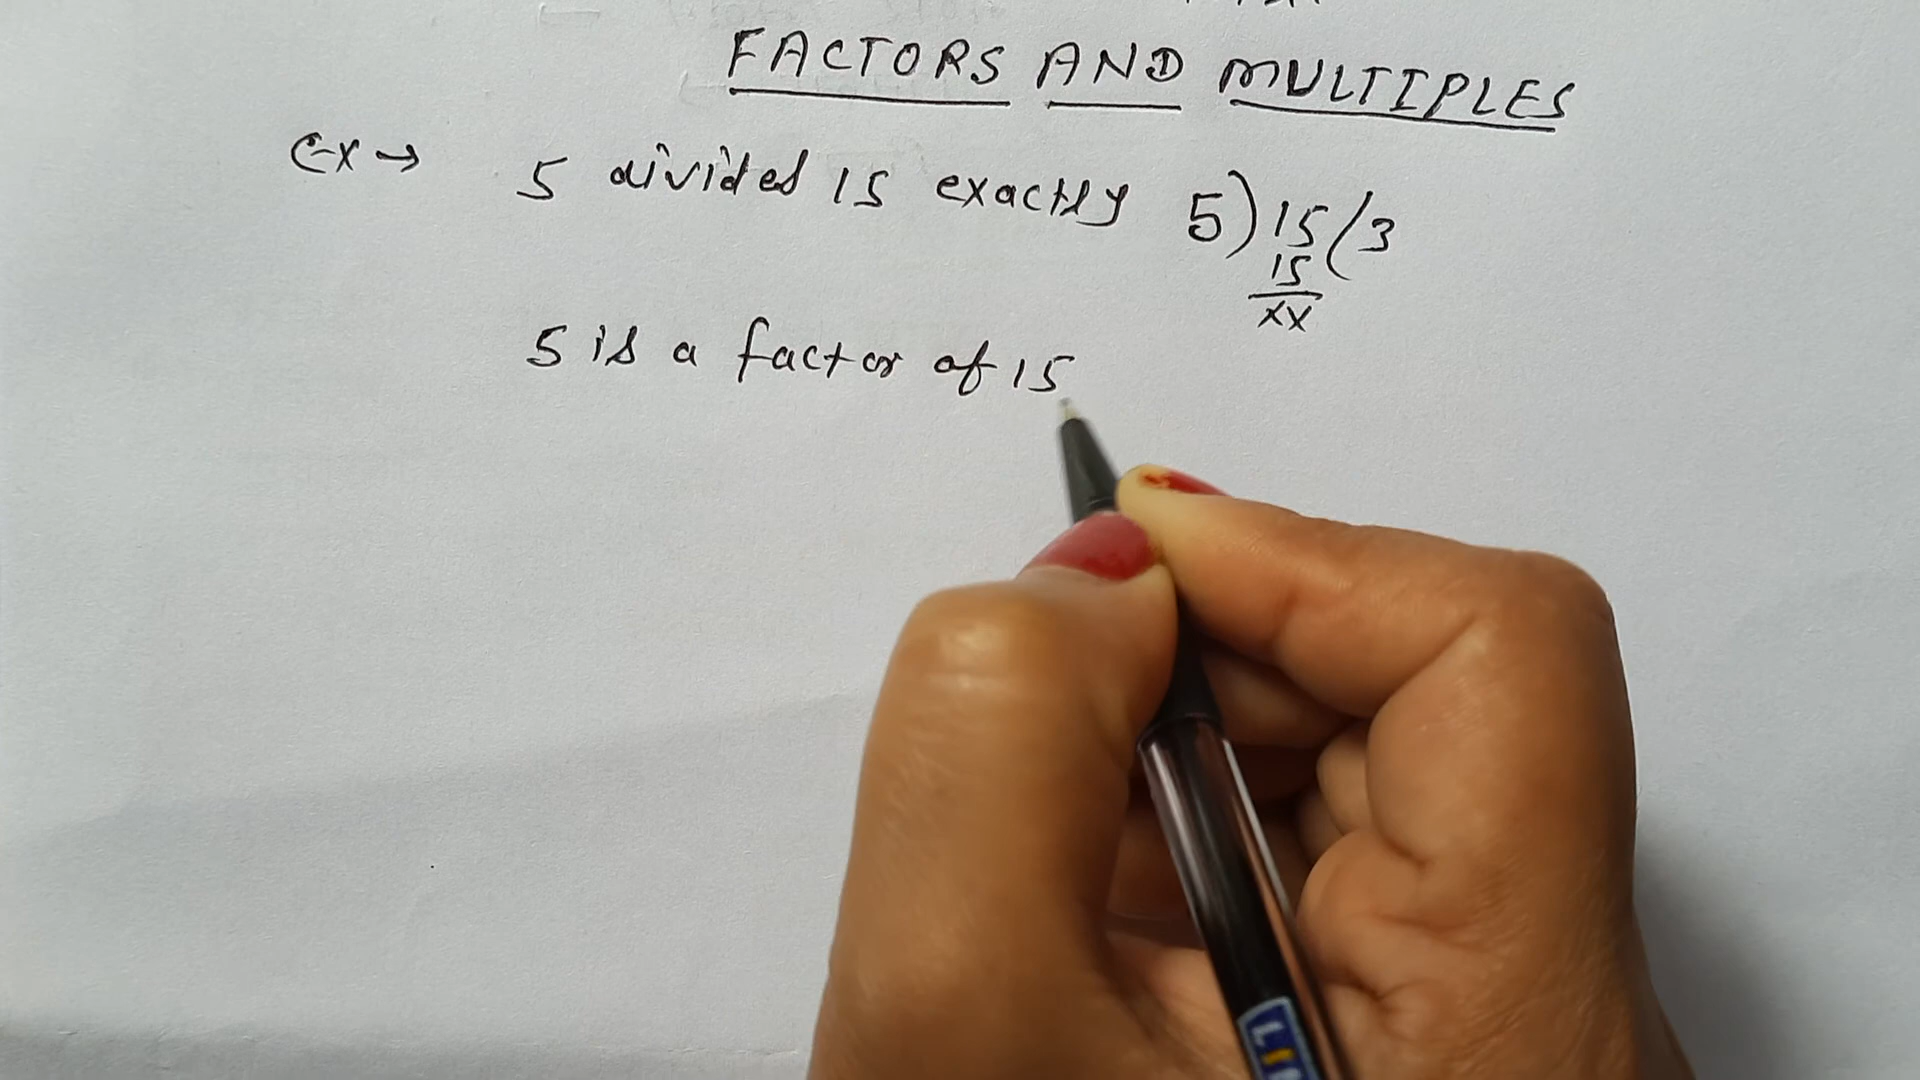 FACTORS AND MULTIPLES
ex → 5 divided 15 exactly 5)15(3
15
xx
5 is a factor of 15